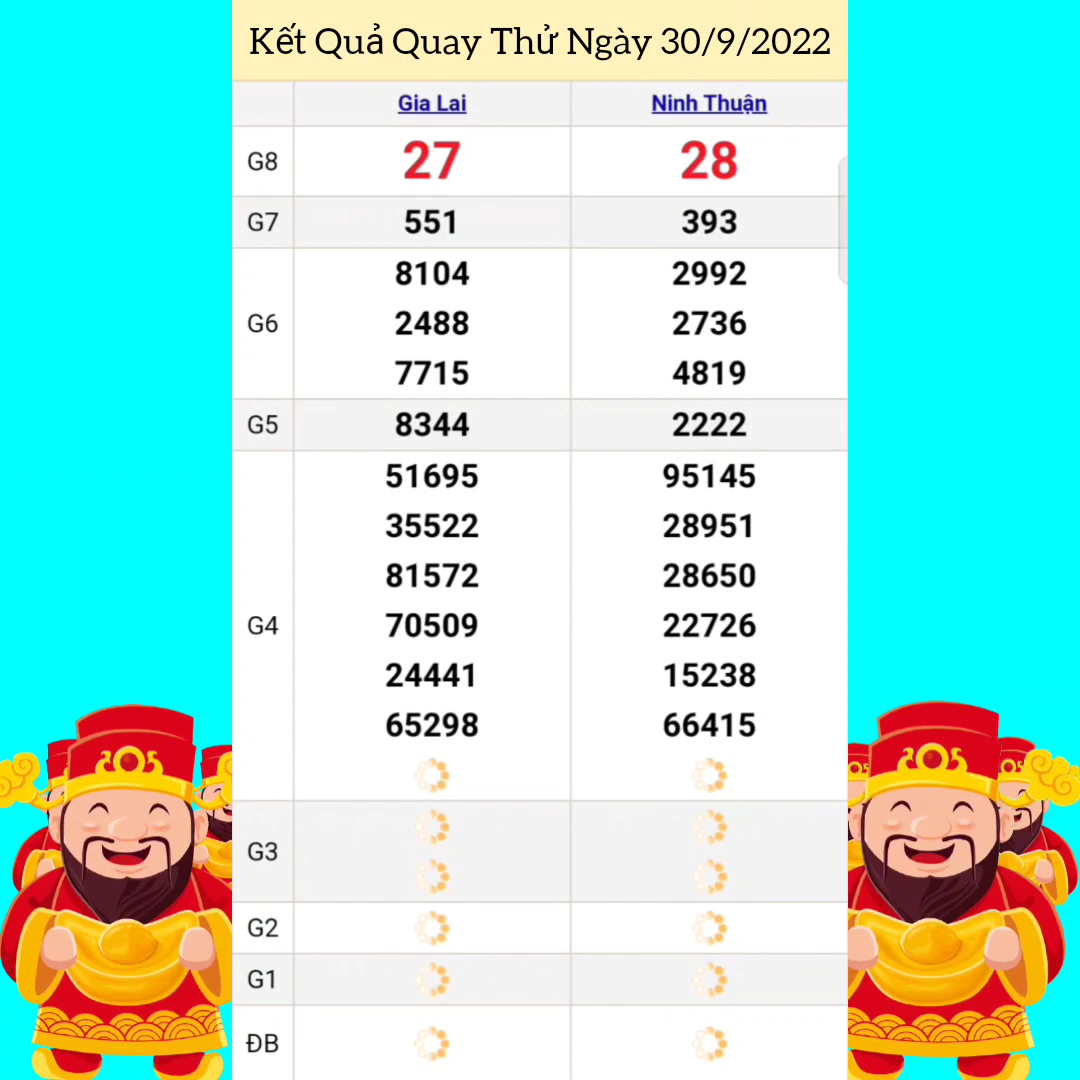 Kết Quả Quay Thử Ngày 30/9/2022
Gia Lai Ninh Thuận
G8 27 28
G7 551 393
8104 2992
G6 2488 2736
7715 4819
G5 8344 2222
51695 95145
35522 28951
81572 28650
G4 70509 22726
24441 15238
65298 66415
G3
G2
G1
ĐB